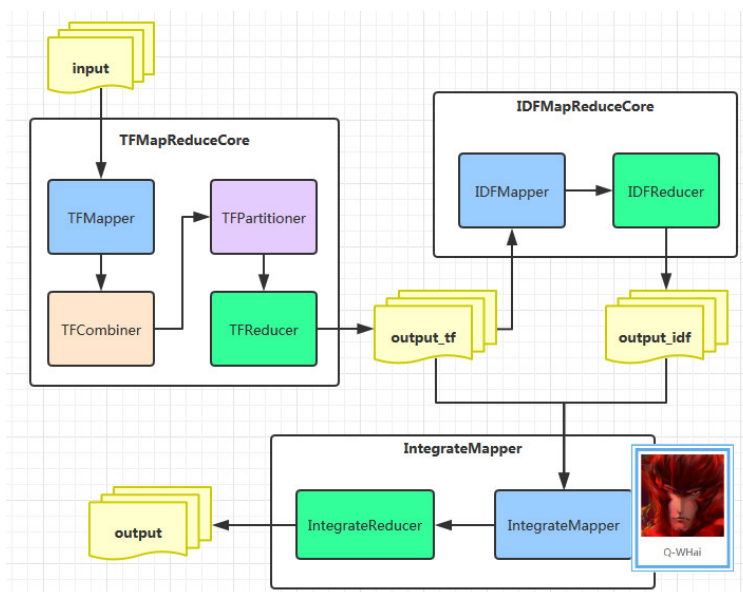 input
TFMapReduceCore
TFMapper
TFPartitioner
TFCombiner
TFReducer
output_tf
IDFMapReduceCore
IDFMapper
IDFReducer
output_idf
IntegrateMapper
IntegrateMapper
IntegrateReducer
output
Q-WHai